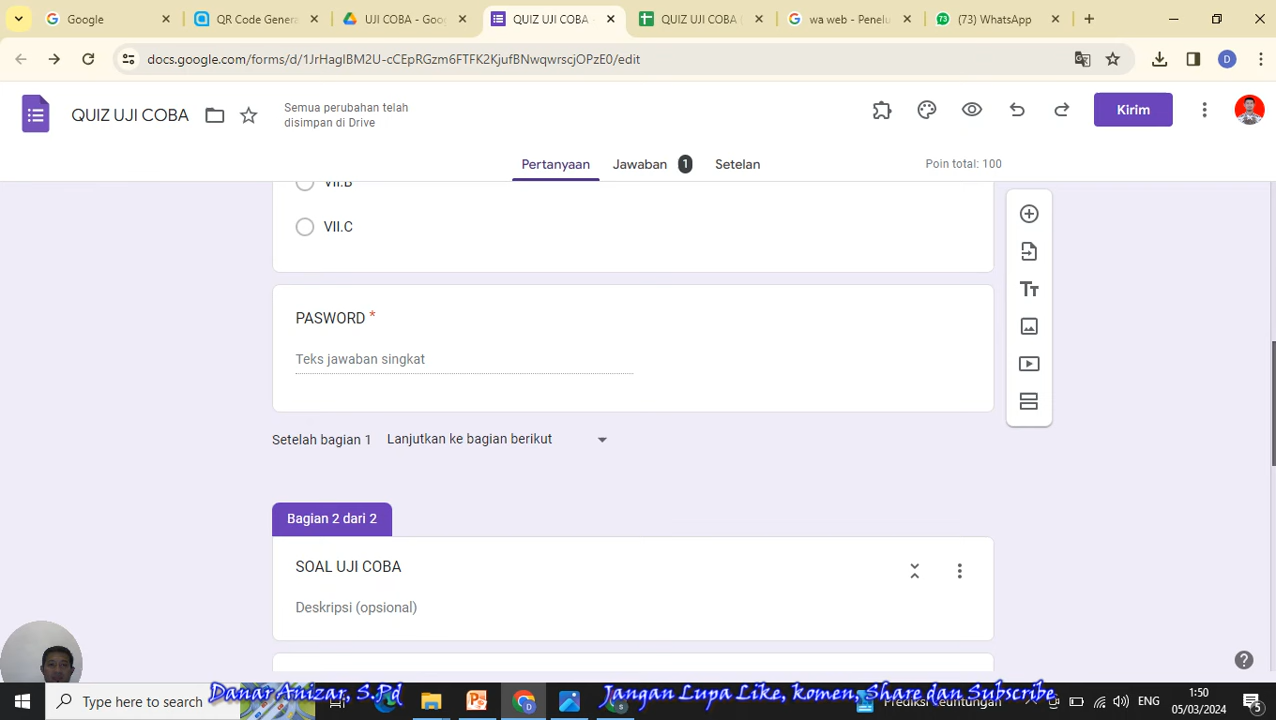 Google
QR Code Genera
UJI COBA - Goo
QUIZ UJI COBA -
QUIZ UJI COBA
wa web - Penelu
(73) WhatsApp
docs.google.com/forms/d/1JrHagIBM2U-cCEpRGzm6FTFK2KjufBNwqwrscjOPzE0/edit
D
QUIZ UJI COBA
Semua perubahan telah
disimpan di Drive
Kirim
Pertanyaan
Jawaban 1
Setelan
Poin total: 100
VII.B
VII.C
PASWORD *
Teks jawaban singkat
Setelah bagian 1 Lanjutkan ke bagian berikut
Bagian 2 dari 2
SOAL UJI COBA
Deskripsi (opsional)
Type here to search
Danar Anizar, S.Pd
Jangan Lupa Like, komen, Share dan Subscribe
Prediksi keuntungan
ENG
1:50
05/03/2024
5